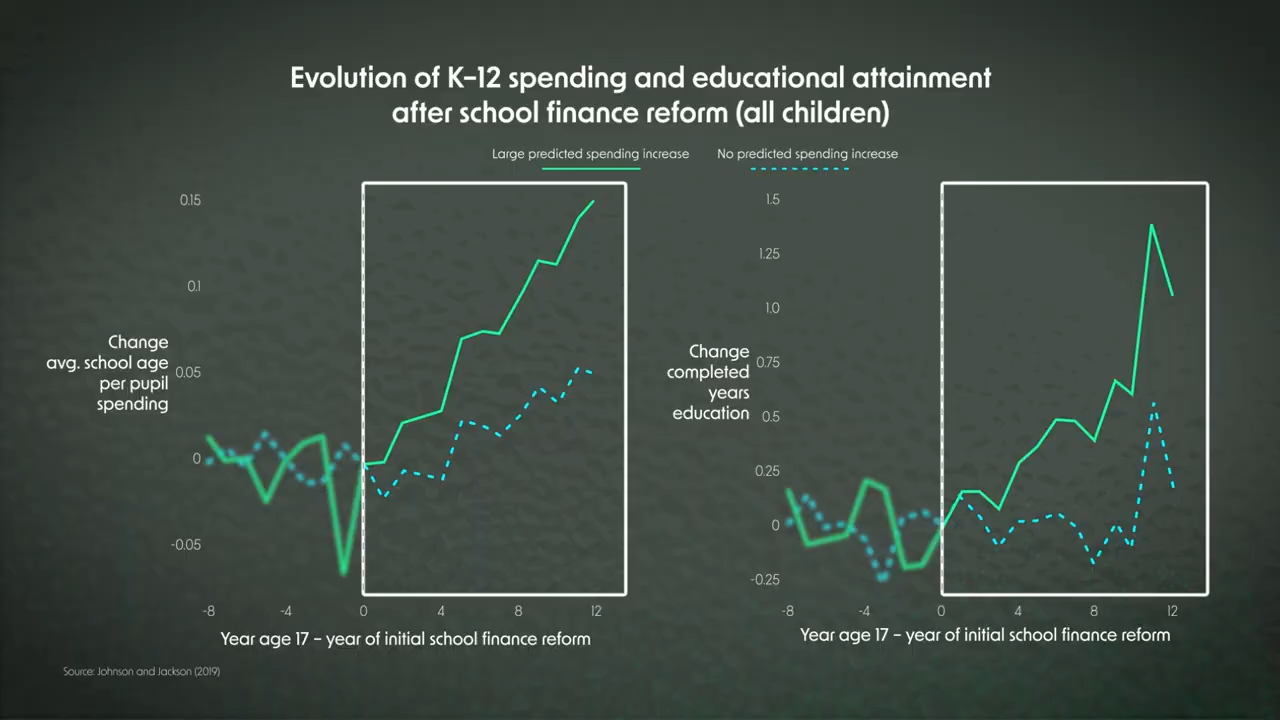 Evolution of K–12 spending and educational attainment
after school finance reform (all children)
Large predicted spending increase
No predicted spending increase
0.15
0.1
0.05
0
-0.05
Change
avg. school age
per pupil
spending
-8
-4
0
4
8
12
Year age 17 – year of initial school finance reform
1.5
1.25
1.0
0.75
0.5
0.25
0
-0.25
Change
completed
years
education
-8
-4
0
4
8
12
Year age 17 – year of initial school finance reform
Source: Johnson and Jackson (2019)